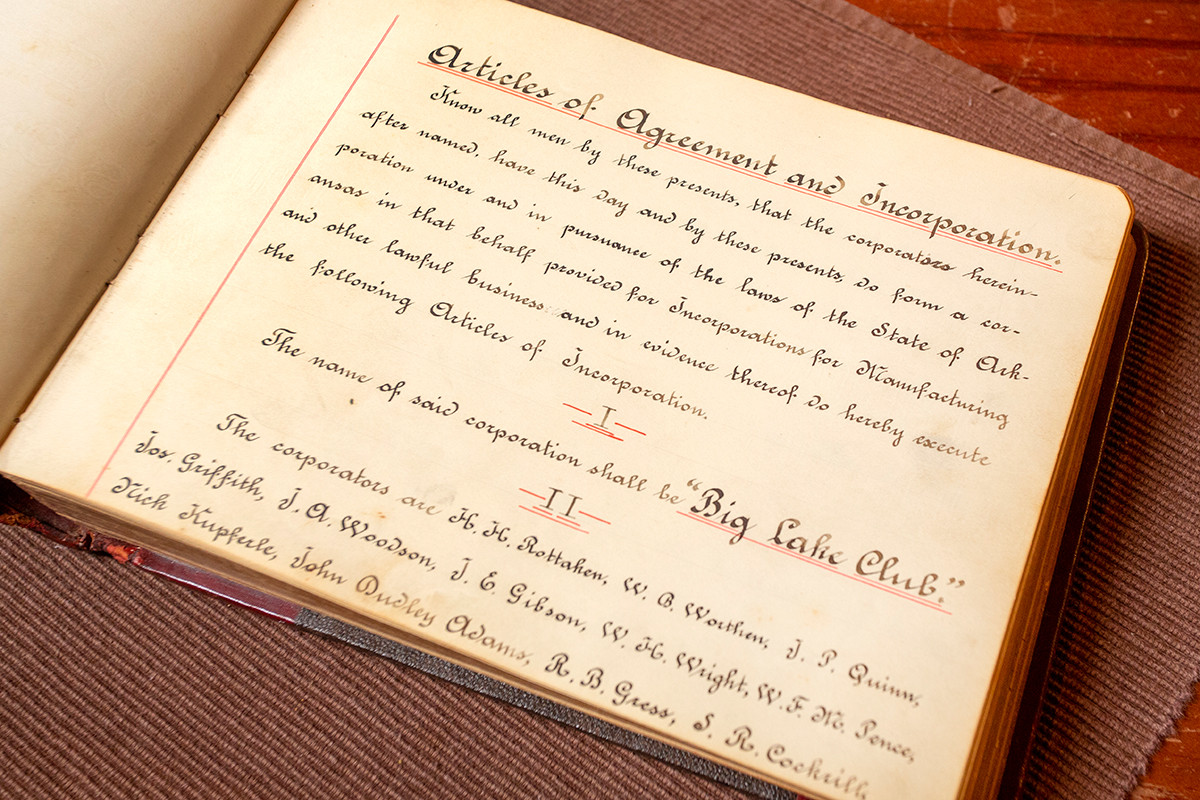 Articles of Agreement and Incorporation.
Know all men by these presents, that the corporators herein-
after named, have this day and by these presents, do form a cor-
poration under and in pursuance of the laws of the State of Ark-
ansas in that behalf provided for Incorporations for Manufacturing
and other lawful business and in evidence thereof do hereby execute
the following Articles of Incorporation.
I
The name of said corporation shall be "Big Lake Club."
II
The corporators are H. H. Rottaken, W. B. Worthen, J. P. Quinn,
Jos. Griffith, J. A. Woodson, J. E. Gibson, W. H. Wright, W. F. M. Pence,
Nick Kupferle, John Dudley Adams, R. B. Gress, S. R. Cockrill